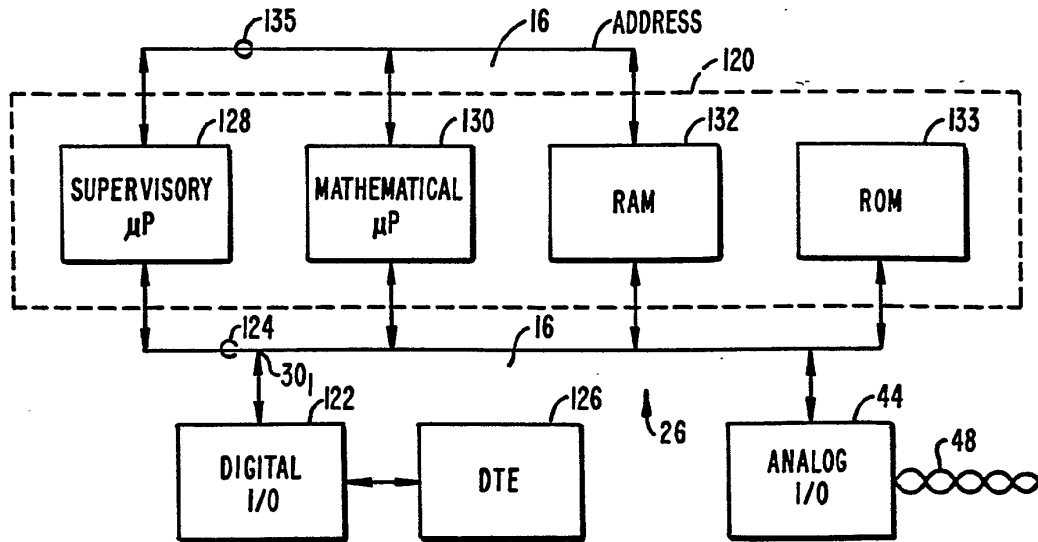 135
16
ADDRESS
120
128
130
132
133
SUPERVISORY
μP
MATHEMATICAL
μP
RAM
ROM
124
16
30₁
122
126
26
44
48
DIGITAL
I/O
DTE
ANALOG
I/O